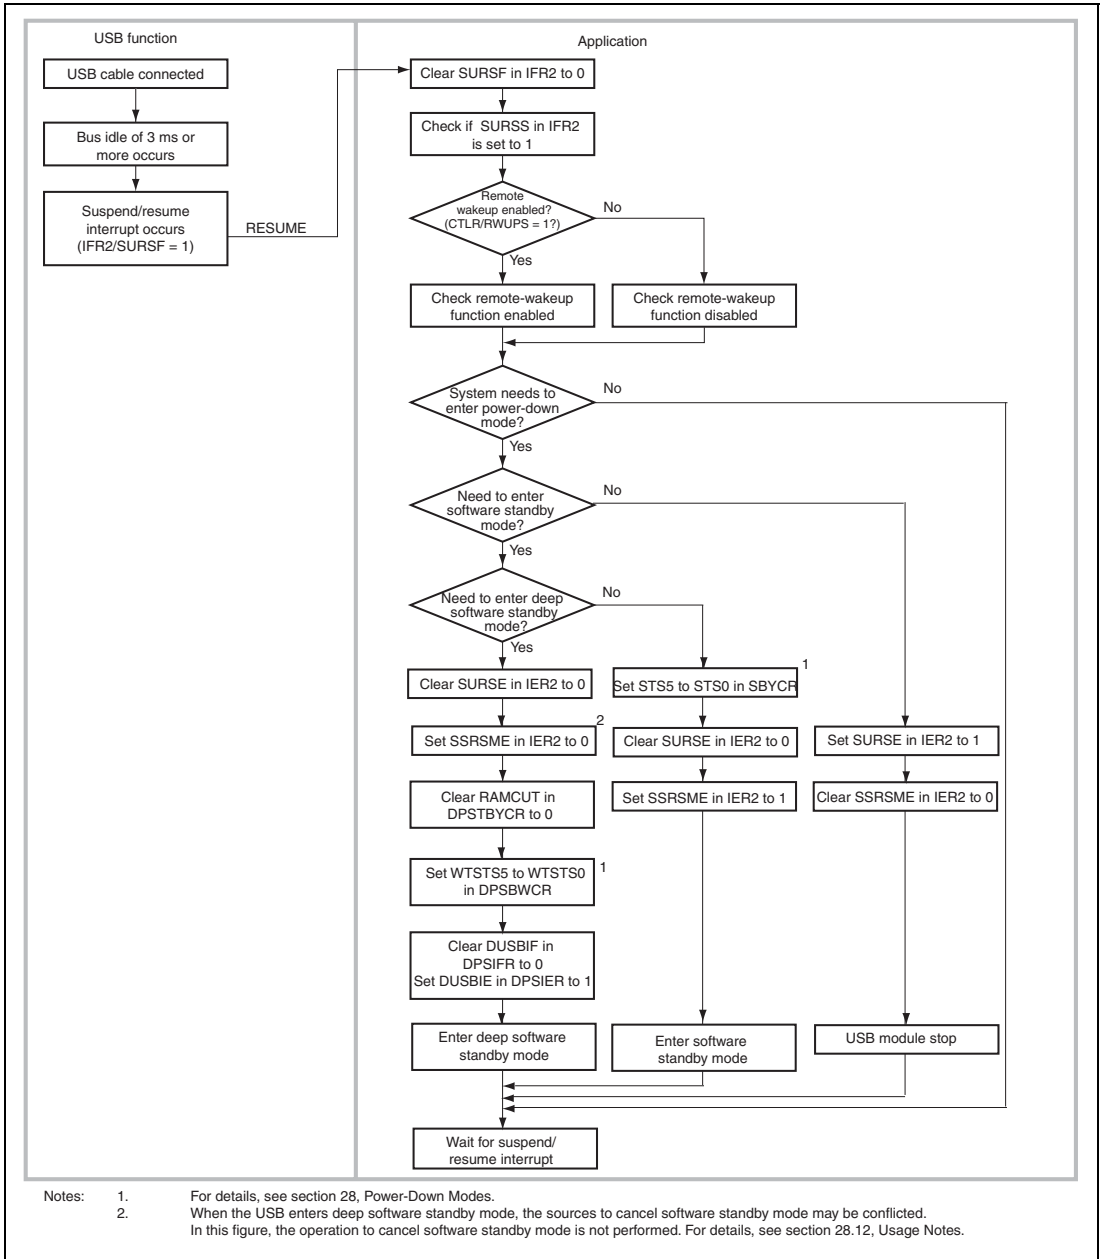 USB function
Application
USB cable connected
Bus idle of 3 ms or
more occurs
Suspend/resume
interrupt occurs
(IFR2/SURSF = 1)
RESUME
Clear SURSF in IFR2 to 0
Check if SURSS in IFR2
is set to 1
Remote
wakeup enabled?
(CTLR/RWUPS = 1?)
No
Yes
Check remote-wakeup
function enabled
Check remote-wakeup
function disabled
System needs to
enter power-down
mode?
No
Yes
Need to enter
software standby
mode?
No
Yes
Need to enter deep
software standby
mode?
No
Yes
Clear SURSE in IER2 to 0
Set SSRSME in IER2 to 0
2
Clear RAMCUT in
DPSTBYCR to 0
Set WTSTS5 to WTSTS0
in DPSBWCR
1
Clear DUSBIF in
DPSIFR to 0
Set DUSBIE in DPSIER to 1
Enter deep software
standby mode
Set STS5 to STS0 in SBYCR
1
Clear SURSE in IER2 to 0
Set SSRSME in IER2 to 1
Enter software
standby mode
Set SURSE in IER2 to 1
Clear SSRSME in IER2 to 0
USB module stop
Wait for suspend/
resume interrupt
Notes: 1. For details, see section 28, Power-Down Modes.
2. When the USB enters deep software standby mode, the sources to cancel software standby mode may be conflicted.
In this figure, the operation to cancel software standby mode is not performed. For details, see section 28.12, Usage Notes.